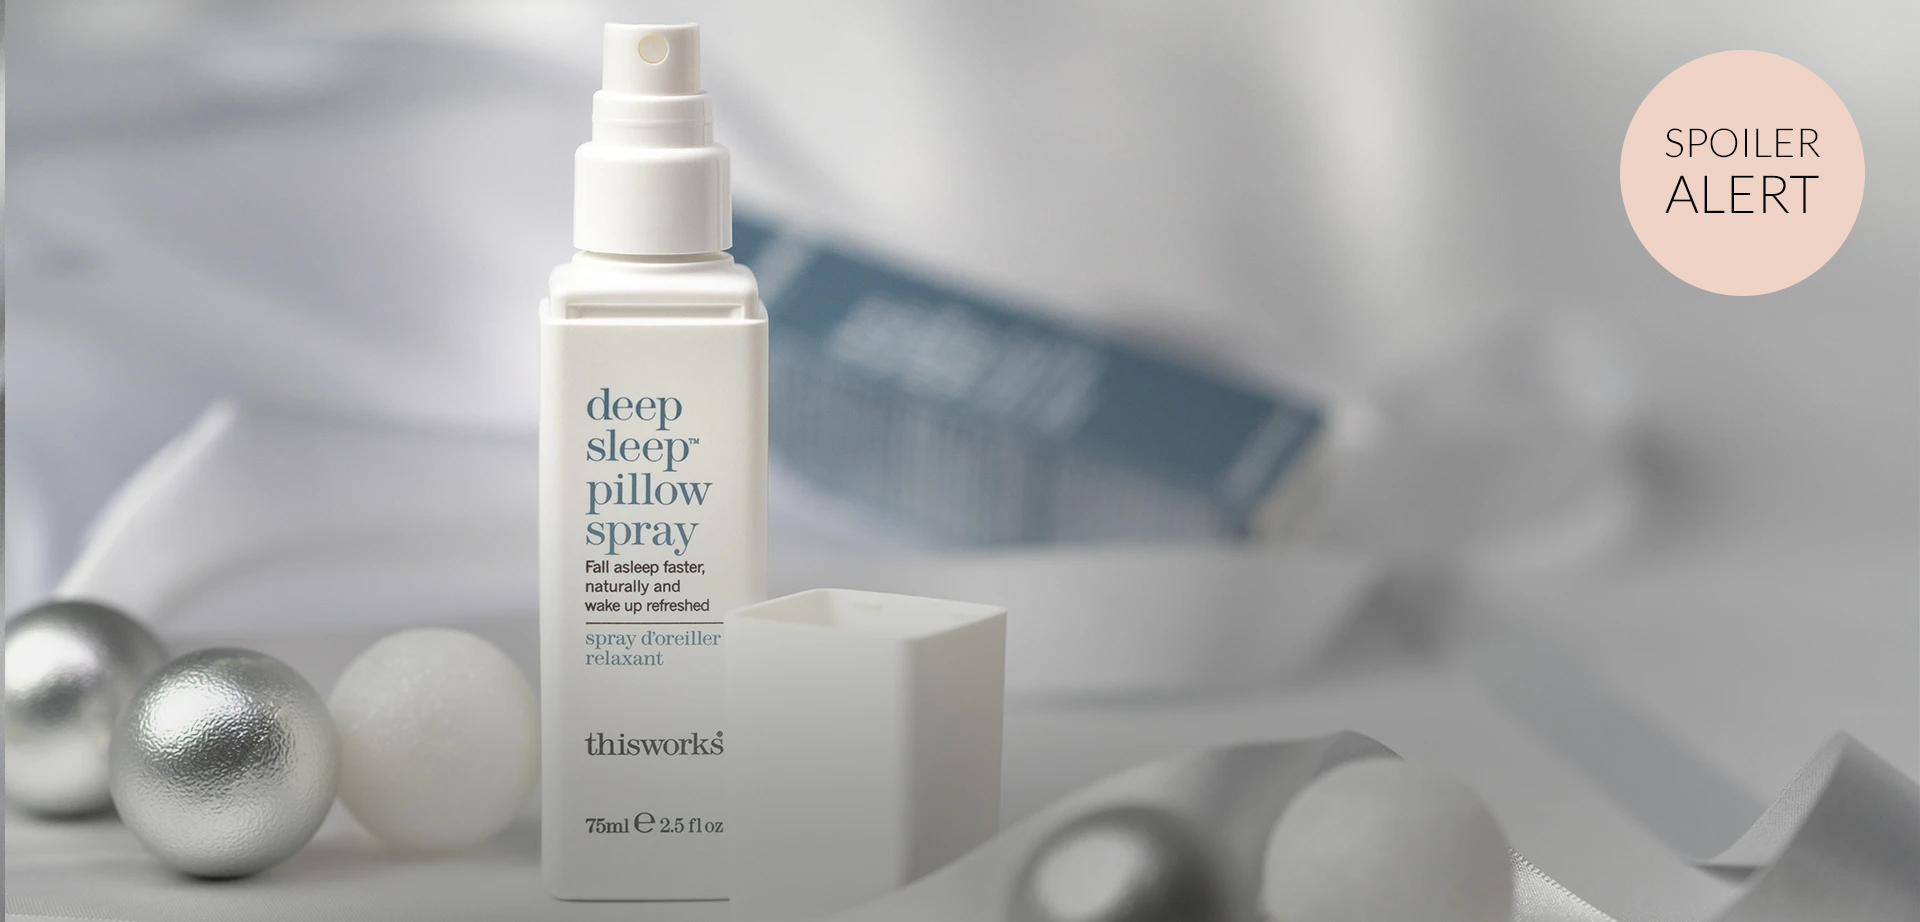 SPOILER
ALERT
deep
sleep™
pillow
spray
Fall asleep faster,
naturally and
wake up refreshed
spray d'oreiller
relaxant
thisworks®
75ml ℮ 2.5 fl oz